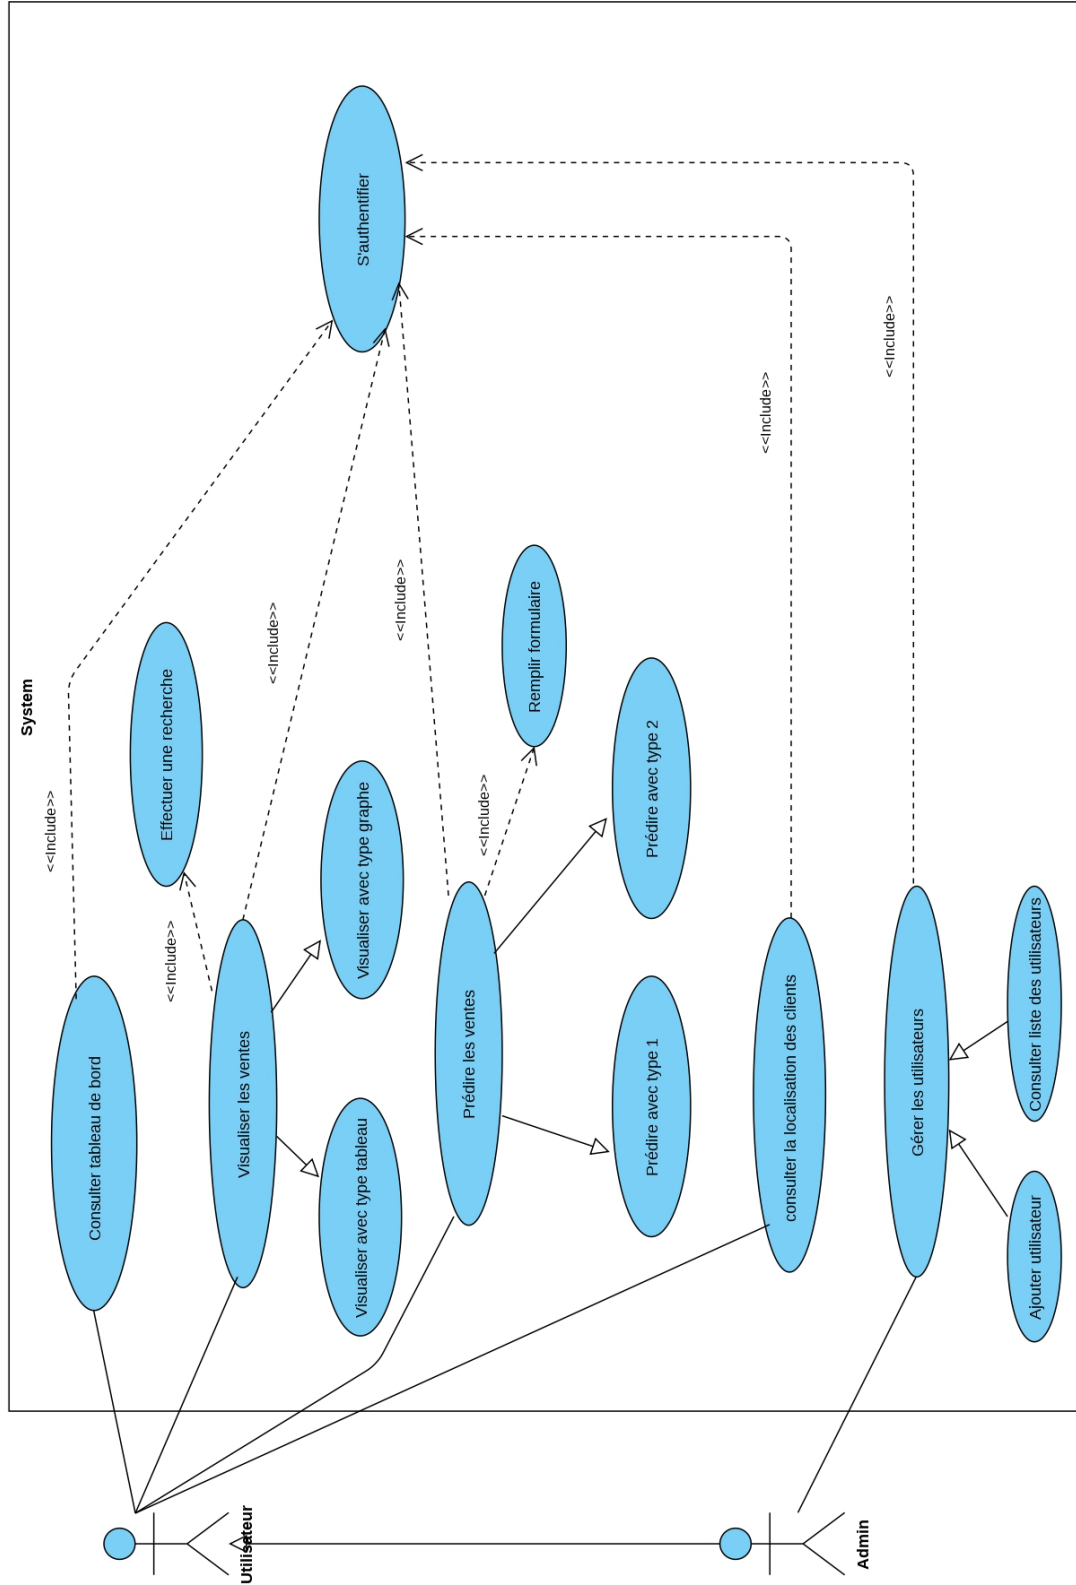 System
S'authentifier
<<Include>>
<<Include>>
<<Include>>
<<Include>>
<<Include>>
<<Include>>
<<Include>>
Effectuer une recherche
Remplir formulaire
Consulter tableau de bord
Visualiser les ventes
Visualiser avec type graphe
Visualiser avec type tableau
Prédire les ventes
Prédire avec type 2
Prédire avec type 1
consulter la localisation des clients
Gérer les utilisateurs
Consulter liste des utilisateurs
Ajouter utilisateur
Utilisateur
Admin